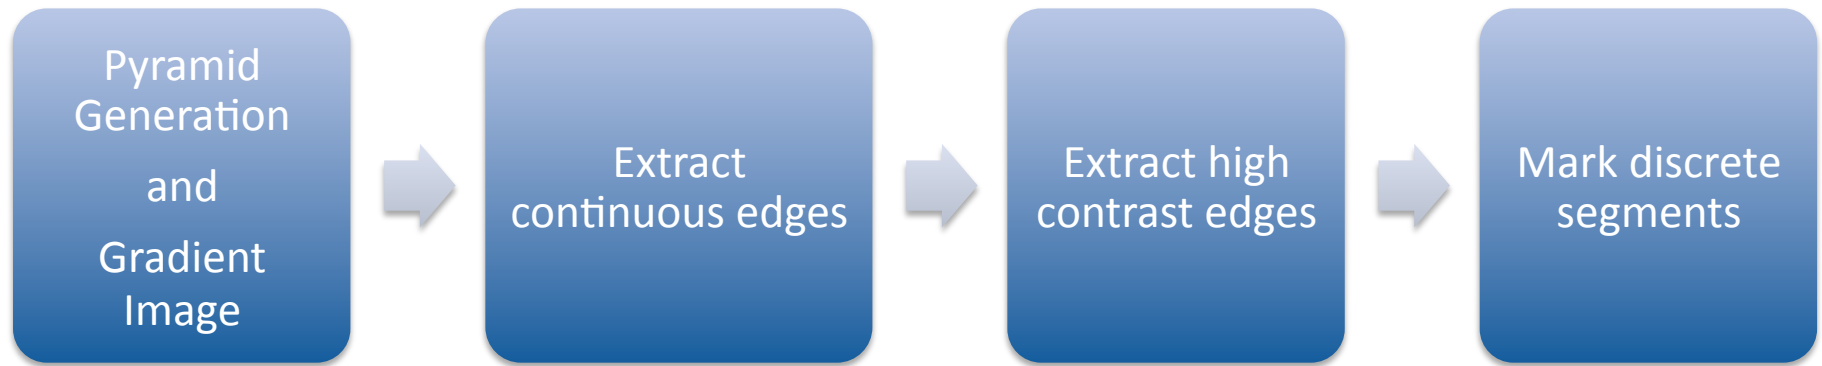 Pyramid
Generation
and
Gradient
Image
Extract
continuous edges
Extract high
contrast edges
Mark discrete
segments